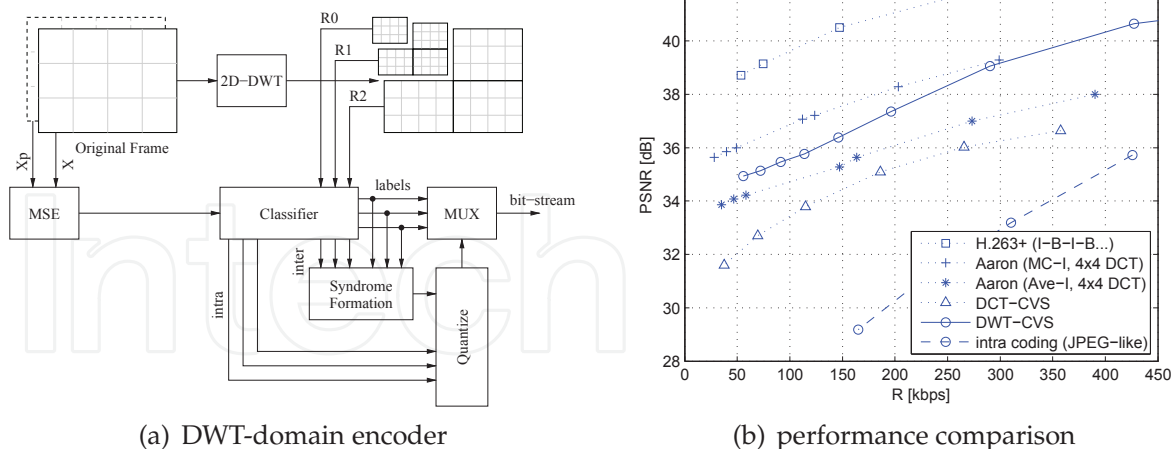 R0
R1
R2
2D−DWT
Original Frame
Xp
X
MSE
Classifier
labels
MUX
bit−stream
inter
intra
Syndrome
Formation
Quantize
Intech
(a) DWT-domain encoder
PSNR [dB]
40
38
36
34
32
30
28
H.263+ (I−B−I−B...)
Aaron (MC−I, 4x4 DCT)
Aaron (Ave−I, 4x4 DCT)
DCT−CVS
DWT−CVS
intra coding (JPEG−like)
0 50 100 150 200 250 300 350 400 450
R [kbps]
(b) performance comparison